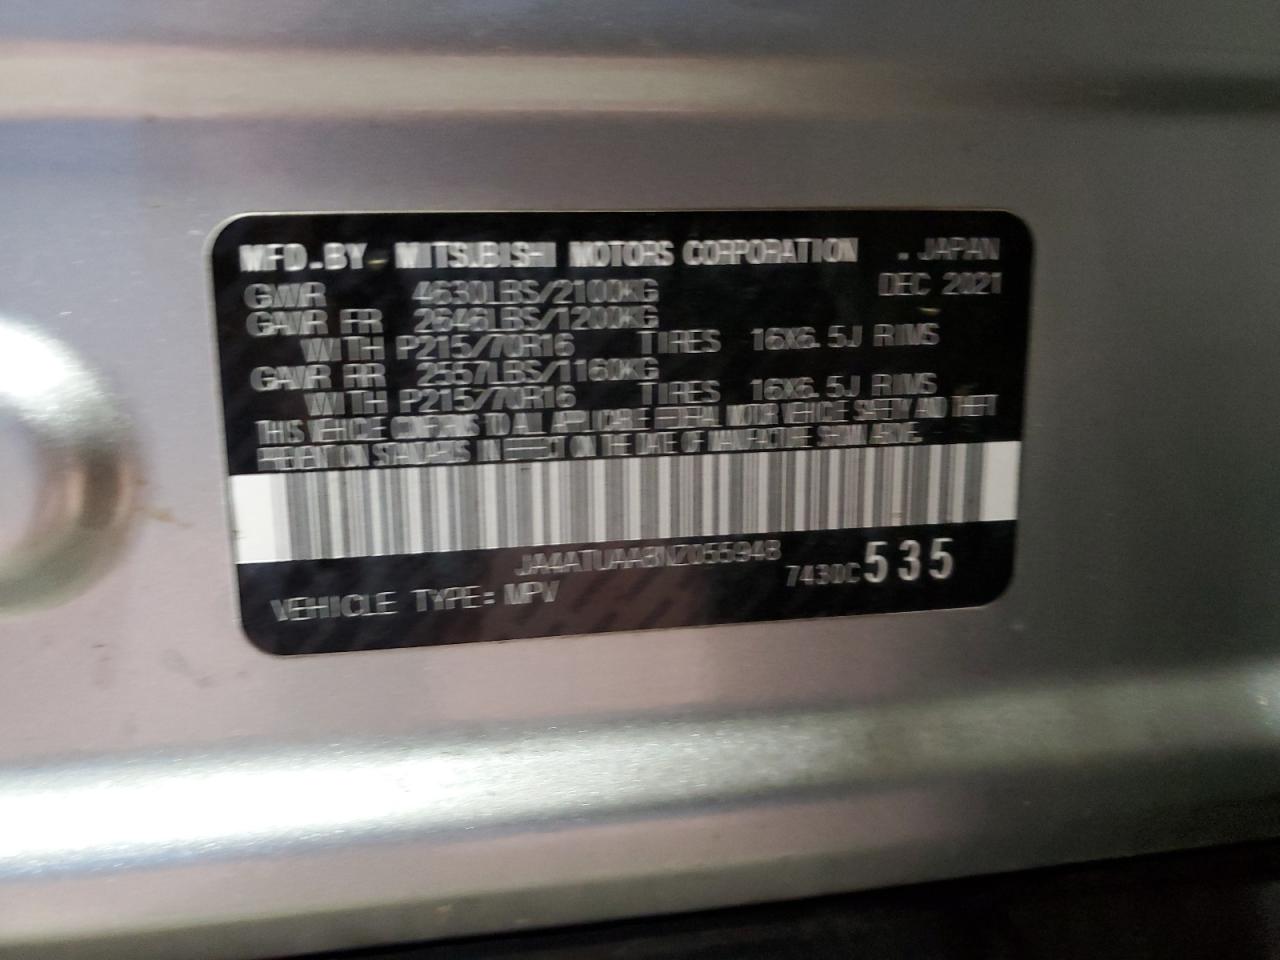 MFD. BY MITSUBISHI MOTORS CORPORATION , JAPAN
GVWR 4630LBS/2100KG DEC 2021
GAWR FR 2646LBS/1200KG
WITH P215/70R16 TIRES 16X6.5J RIMS
GAWR RR 2557LBS/1160KG
WITH P215/70R16 TIRES 16X6.5J RIMS
THIS VEHICLE CONFORMS TO ALL APPLICABLE FEDERAL MOTOR VEHICLE SAFETY AND THEFT
PREVENTION STANDARDS IN EFFECT ON THE DATE OF MANUFACTURE SHOWN ABOVE.
JA4ATUAA8NZ055948
VEHICLE TYPE: MPV 7430C 535